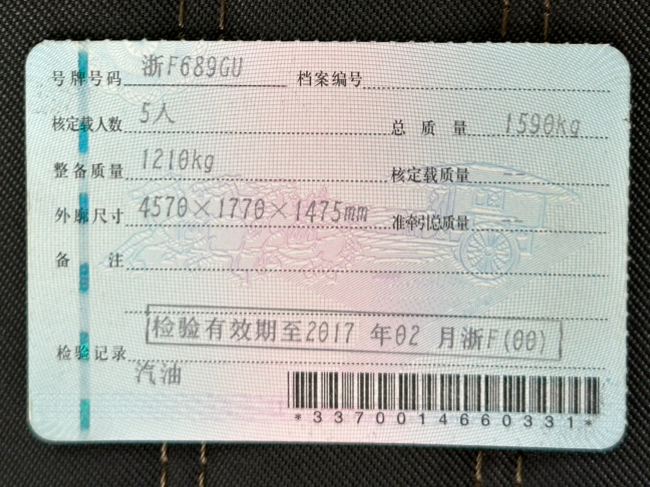 号牌号码 浙F689GU 档案编号
核定载人数 5人 总质量 1590kg
整备质量 1210kg 核定载质量
外廓尺寸 4570×1770×1475mm 准牵引总质量
备注
检验有效期至2017 年02 月浙F(00)
检验记录
汽油
*3370014660331*